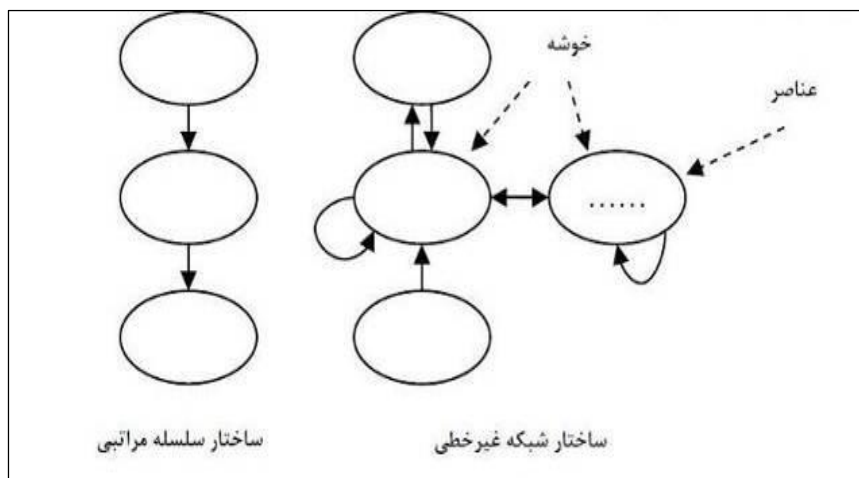 خوشه
عناصر
......
ساختار شبکه غیرخطی
ساختار سلسله مراتبی